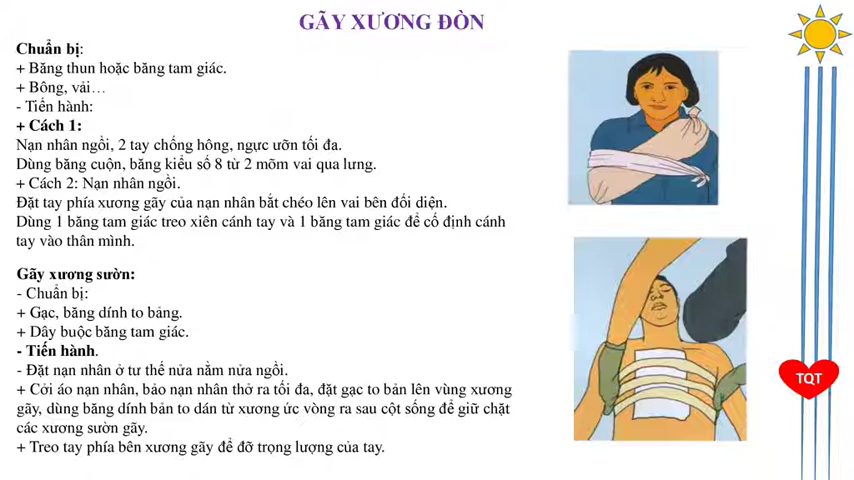 GÃY XƯƠNG ĐÒN
Chuẩn bị:
+ Băng thun hoặc băng tam giác.
+ Bông, vải…
- Tiến hành:
+ Cách 1:
Nạn nhân ngồi, 2 tay chống hông, ngực ưỡn tối đa.
Dùng băng cuộn, băng kiểu số 8 từ 2 mõm vai qua lưng.
+ Cách 2: Nạn nhân ngồi.
Đặt tay phía xương gãy của nạn nhân bắt chéo lên vai bên đối diện.
Dùng 1 băng tam giác treo xiên cánh tay và 1 băng tam giác để cố định cánh
tay vào thân mình.
Gãy xương sườn:
- Chuẩn bị:
+ Gạc, băng dính to bảng.
+ Dây buộc băng tam giác.
- Tiến hành.
- Đặt nạn nhân ở tư thế nửa nằm nửa ngồi.
+ Cởi áo nạn nhân, bảo nạn nhân thở ra tối đa, đặt gạc to bản lên vùng xương
gãy, dùng băng dính bản to dán từ xương ức vòng ra sau cột sống để giữ chặt
các xương sườn gãy.
+ Treo tay phía bên xương gãy để đỡ trọng lượng của tay.
TQT